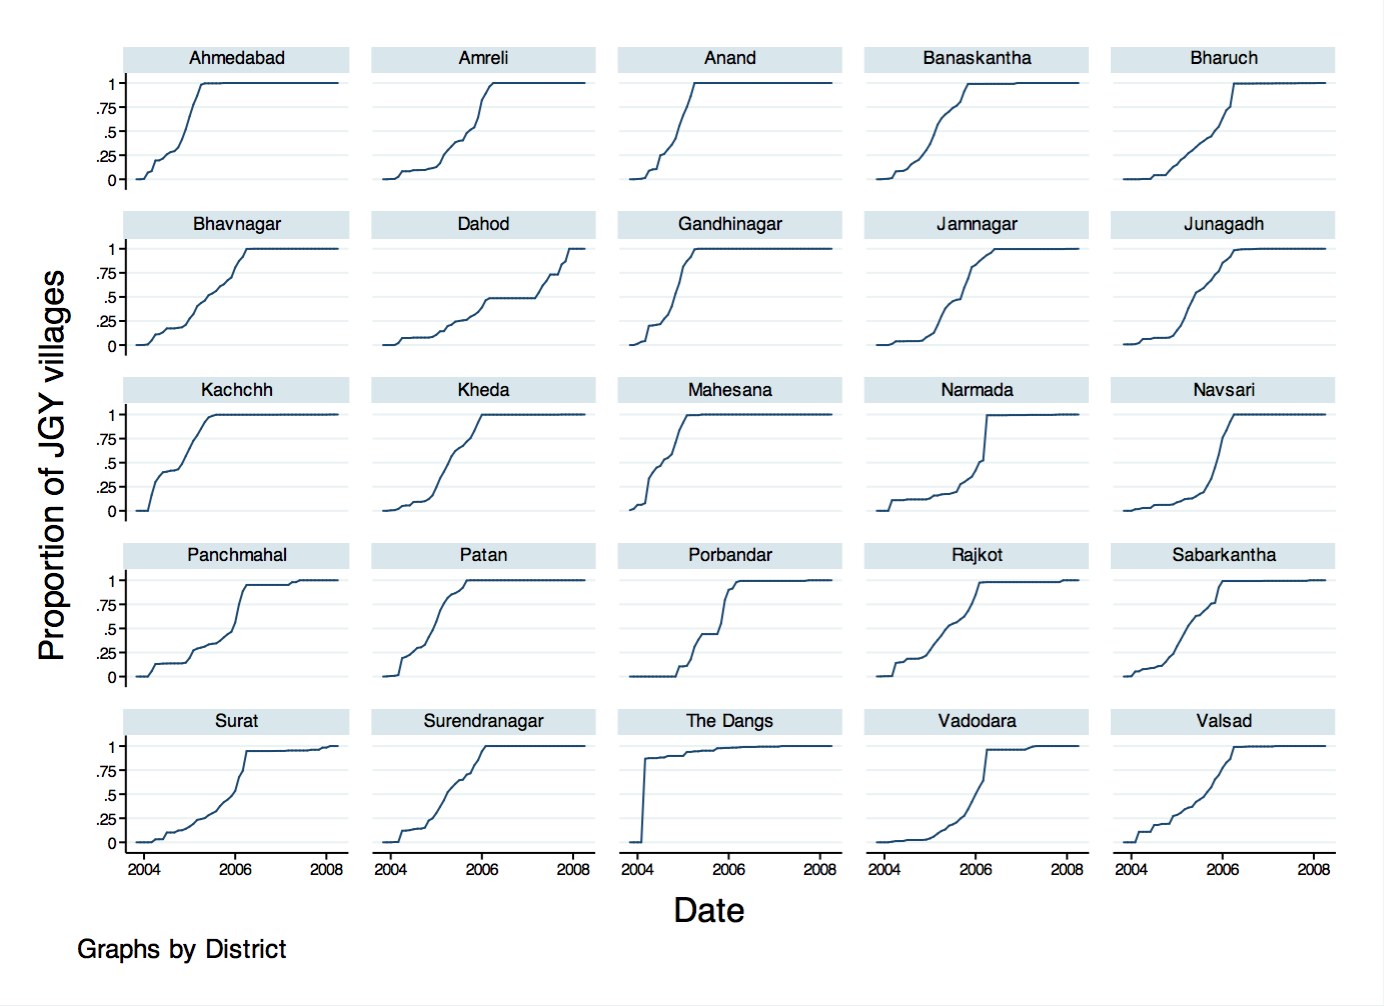 Ahmedabad Amreli Anand Banaskantha Bharuch
1
.75
.5
.25
0
Bhavnagar Dahod Gandhinagar Jamnagar Junagadh
1
.75
.5
.25
0
Kachchh Kheda Mahesana Narmada Navsari
1
.75
.5
.25
0
Panchmahal Patan Porbandar Rajkot Sabarkantha
1
.75
.5
.25
0
Surat Surendranagar The Dangs Vadodara Valsad
1
.75
.5
.25
0
2004 2006 2008 2004 2006 2008 2004 2006 2008 2004 2006 2008 2004 2006 2008
Proportion of JGY villages
Date
Graphs by District